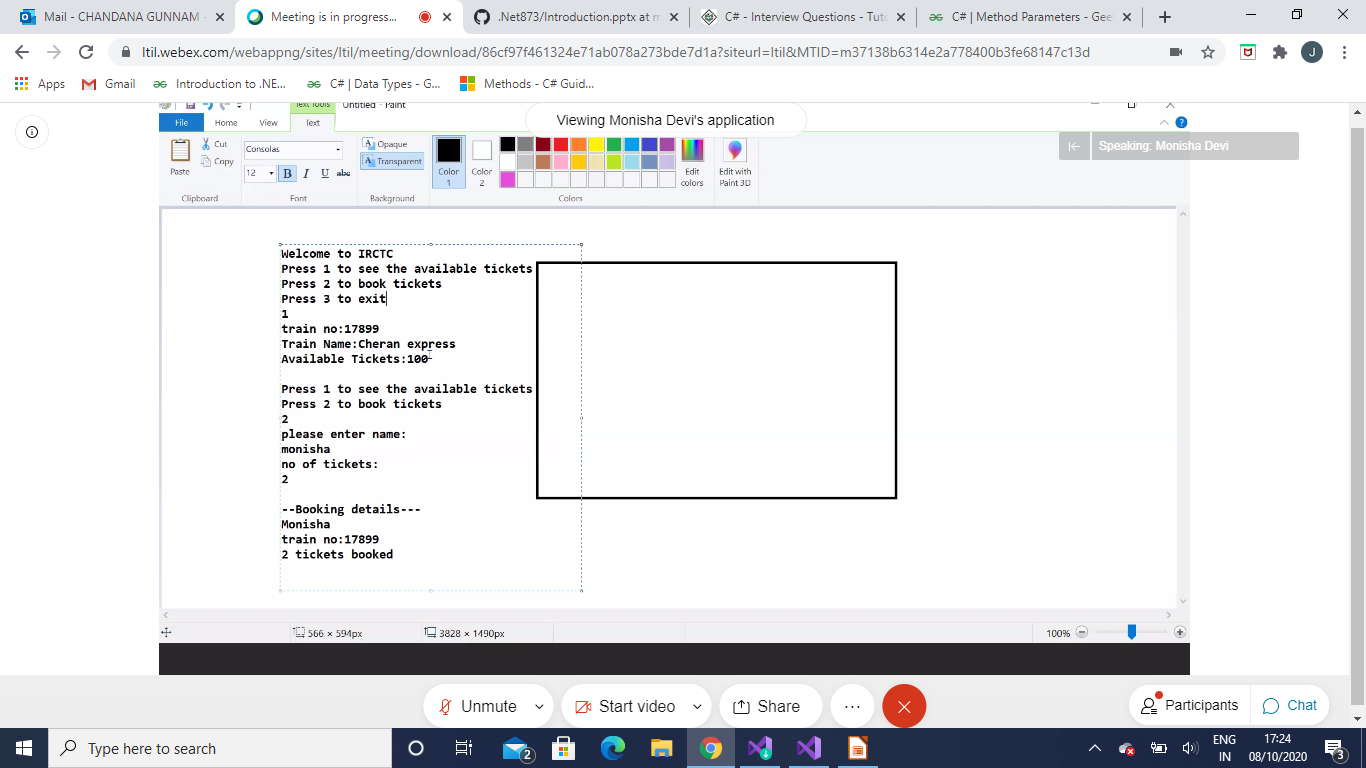 Mail - CHANDANA GUNNAM -
Meeting is in progress...
.Net873/Introduction.pptx at m
C# - Interview Questions - Tuto
C# | Method Parameters - Geek
ltil.webex.com/webappng/sites/ltil/meeting/download/86cf97f461324e71ab078a273bde7d1a?siteurl=ltil&MTID=m37138b6314e2a778400b3fe68147c13d
J
Apps
Gmail
Introduction to .NE...
C# | Data Types - G...
Methods - C# Guid...
Text Tools
Untitled - Paint
Viewing Monisha Devi's application
File
Home
View
Text
Speaking: Monisha Devi
Paste
Cut
Copy
Clipboard
Consolas
12
B
I
U
abc
Font
Opaque
Transparent
Background
Color 1
Color 2
Colors
Edit colors
Edit with Paint 3D
Welcome to IRCTC
Press 1 to see the available tickets
Press 2 to book tickets
Press 3 to exit
1
train no:17899
Train Name:Cheran express
Available Tickets:100
Press 1 to see the available tickets
Press 2 to book tickets
2
please enter name:
monisha
no of tickets:
2
--Booking details---
Monisha
train no:17899
2 tickets booked
566 × 594px
3828 × 1490px
100%
Unmute
Start video
Share
Participants
Chat
Type here to search
2
ENG
IN
17:24
08/10/2020
3